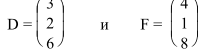 D = (3 2 6) и F = (4 1 8)